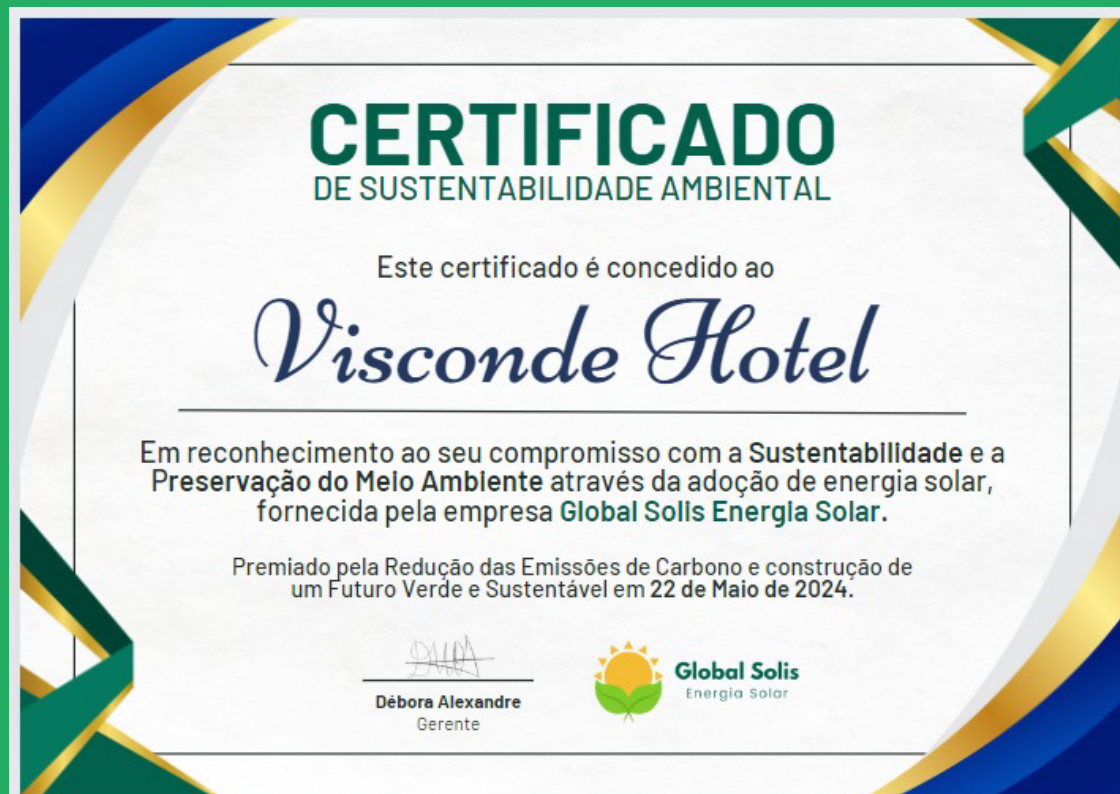 CERTIFICADO
DE SUSTENTABILIDADE AMBIENTAL
Este certificado é concedido ao
Visconde Hotel
Em reconhecimento ao seu compromisso com a Sustentabilidade e a
Preservação do Meio Ambiente através da adoção de energia solar,
fornecida pela empresa Global Solis Energia Solar.
Premiado pela Redução das Emissões de Carbono e construção de
um Futuro Verde e Sustentável em 22 de Maio de 2024.
Débora Alexandre
Gerente
Global Solis
Energia Solar